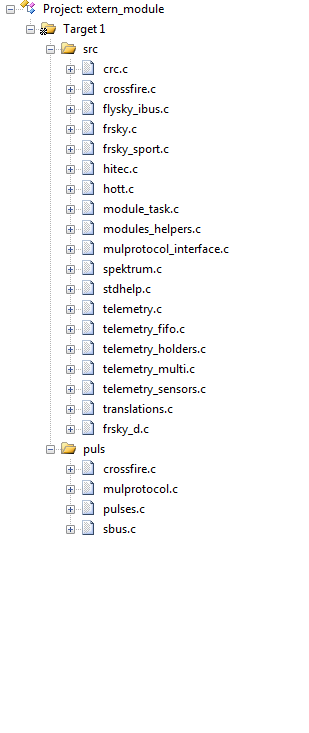 Project: extern_module
Target 1
src
crc.c
crossfire.c
flysky_ibus.c
frsky.c
frsky_sport.c
hitec.c
hott.c
module_task.c
modules_helpers.c
mulprotocol_interface.c
spektrum.c
stdhelp.c
telemetry.c
telemetry_fifo.c
telemetry_holders.c
telemetry_multi.c
telemetry_sensors.c
translations.c
frsky_d.c
puls
crossfire.c
mulprotocol.c
pulses.c
sbus.c